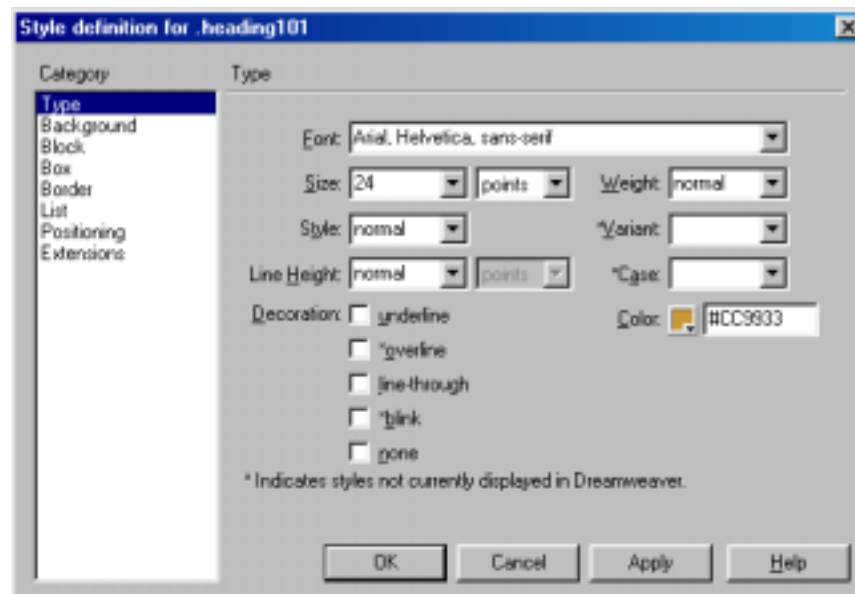 Style definition for .heading101
Category
Type
Background
Block
Box
Border
List
Positioning
Extensions
Type
Font: Arial, Helvetica, sans-serif
Size: 24 points Weight: normal
Style: normal *Variant:
Line Height: normal points *Case:
Decoration: underline Color: #CC9933
*overline
line-through
*blink
none
* Indicates styles not currently displayed in Dreamweaver.
OK Cancel Apply Help